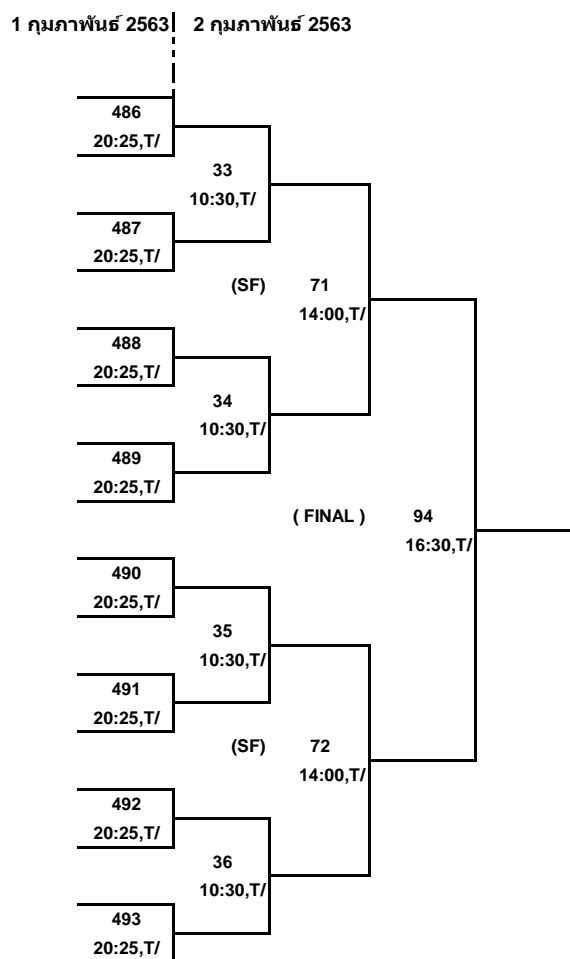 1 กุมภาพันธ์ 2563 2 กุมภาพันธ์ 2563
486
20:25,T/
33
10:30,T/
487
20:25,T/
(SF) 71
14:00,T/
488
20:25,T/
34
10:30,T/
489
20:25,T/
( FINAL ) 94
16:30,T/
490
20:25,T/
35
10:30,T/
491
20:25,T/
(SF) 72
14:00,T/
492
20:25,T/
36
10:30,T/
493
20:25,T/